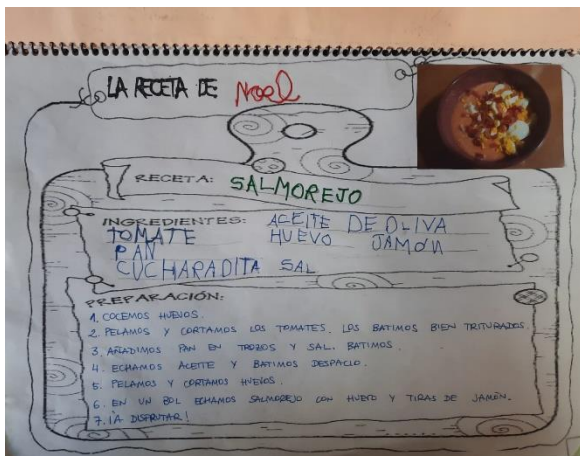 LA RECETA DE Noel
RECETA: SALMOREJO
INGREDIENTES: ACEITE DE OLIVA
TOMATE HUEVO JAMÓN
PAN
CUCHARADITA SAL
PREPARACIÓN:
1. COCEMOS HUEVOS.
2. PELAMOS Y CORTAMOS LOS TOMATES. LOS BATIMOS BIEN TRITURADOS.
3. AÑADIMOS PAN EN TROZOS Y SAL. BATIMOS.
4. ECHAMOS ACEITE Y BATIMOS DESPACIO.
5. PELAMOS Y CORTAMOS HUEVOS.
6. EN UN BOL ECHAMOS SALMOREJO CON HUEVO Y TIRAS DE JAMÓN.
7. ¡A DISFRUTAR!